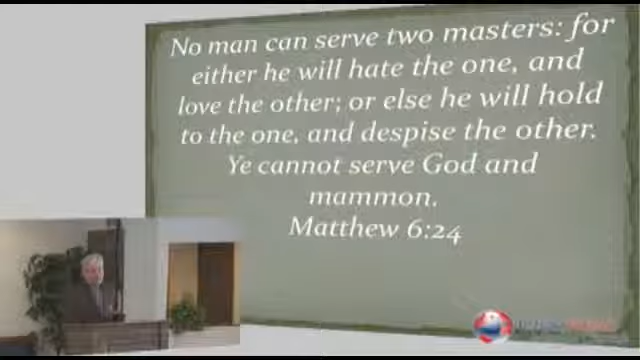 No man can serve two masters: for
either he will hate the one, and
love the other; or else he will hold
to the one, and despise the other.
Ye cannot serve God and
mammon.
Matthew 6:24